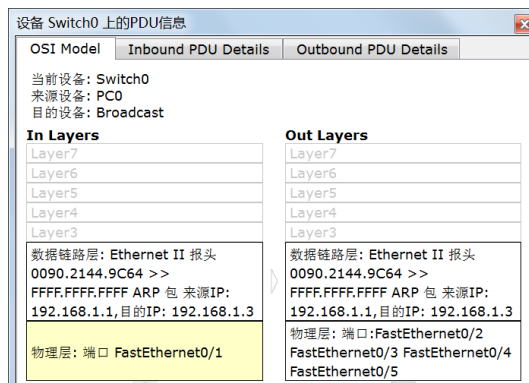 设备 Switch0 上的PDU信息
OSI Model Inbound PDU Details Outbound PDU Details
当前设备: Switch0
来源设备: PC0
目的设备: Broadcast
In Layers
Layer7
Layer6
Layer5
Layer4
Layer3
数据链路层: Ethernet II 报头
0090.2144.9C64 >>
FFFF.FFFF.FFFF ARP 包 来源IP:
192.168.1.1,目的IP: 192.168.1.3
物理层: 端口 FastEthernet0/1
Out Layers
Layer7
Layer6
Layer5
Layer4
Layer3
数据链路层: Ethernet II 报头
0090.2144.9C64 >>
FFFF.FFFF.FFFF ARP 包 来源IP:
192.168.1.1,目的IP: 192.168.1.3
物理层: 端口:FastEthernet0/2
FastEthernet0/3 FastEthernet0/4
FastEthernet0/5